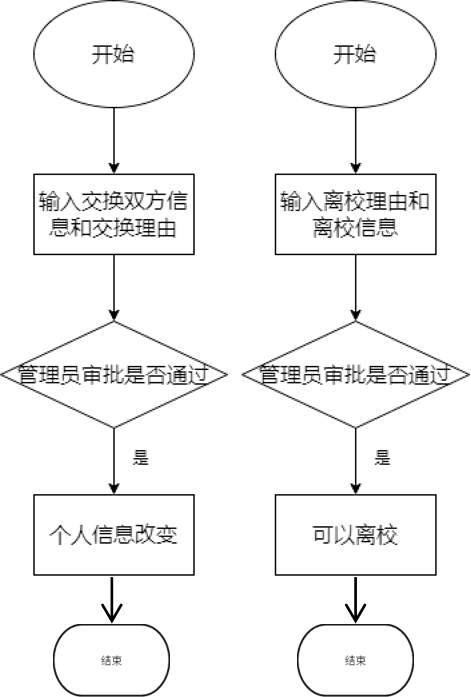 开始
输入交换双方信
息和交换理由
管理员审批是否通过
是
个人信息改变
结束
开始
输入离校理由和
离校信息
管理员审批是否通过
是
可以离校
结束